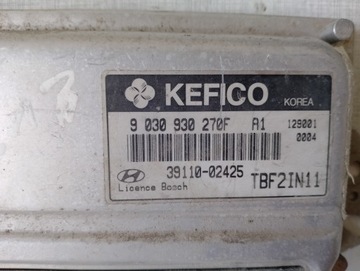 KEFICO KOREA
9 030 930 270F A1 129001
0004
39110-02425
Licence Bosch TBF2IN11